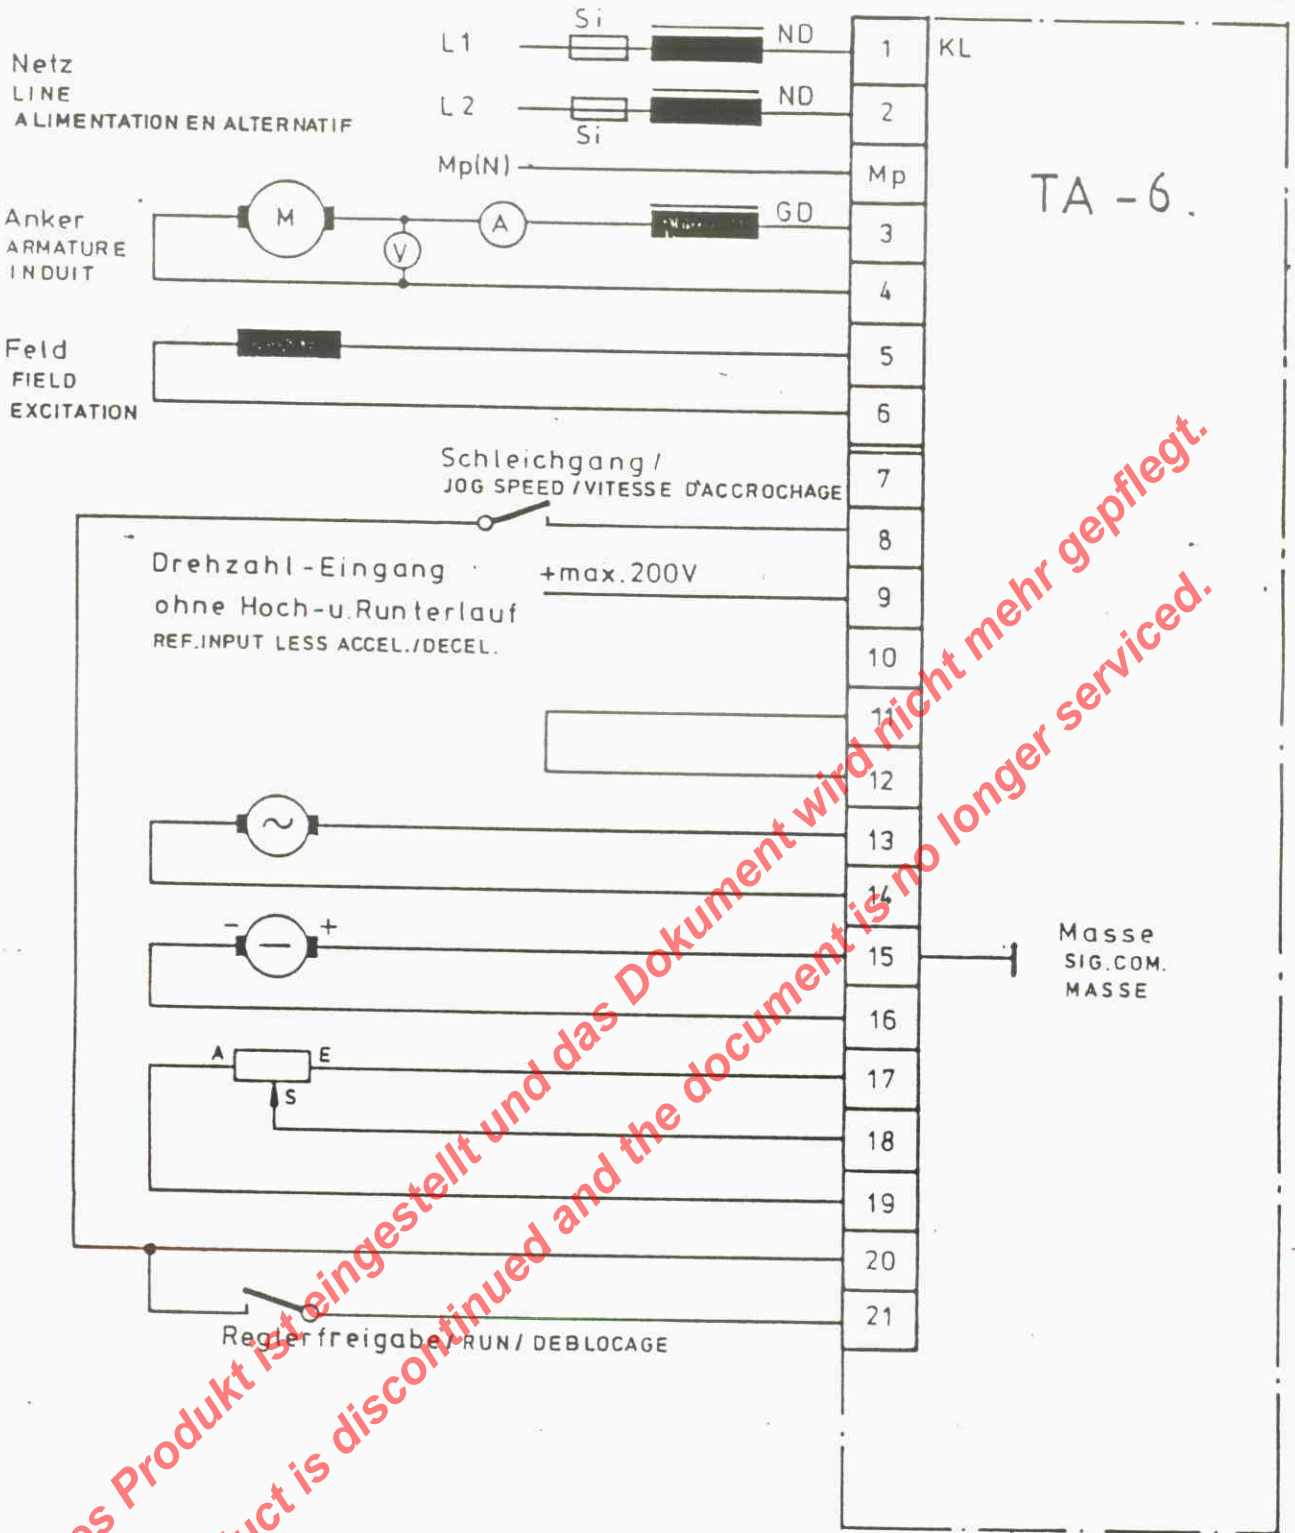 Si
L1
ND
1
KL
Netz
LINE
ALIMENTATION EN ALTERNATIF
L2
Si
ND
2
Mp(N)
Mp
TA-6.
Anker
ARMATURE
INDUIT
M
V
A
GD
3
4
Feld
FIELD
EXCITATION
5
6
Schleichgang/
JOG SPEED/VITESSE D'ACCROCHAGE
7
8
Drehzahl-Eingang
ohne Hoch-u.Runterlauf
REF.INPUT LESS ACCEL./DECEL.
+max.200V
9
10
11
12
~
13
14
- +
15
Masse
SIG.COM.
MASSE
16
A
E
S
17
18
19
20
21
Reglerfreigabe/RUN/DEBLOCAGE
Produkt ist eingestellt und das Dokument wird nicht mehr gepflegt.
is discontinued and the document is no longer serviced.